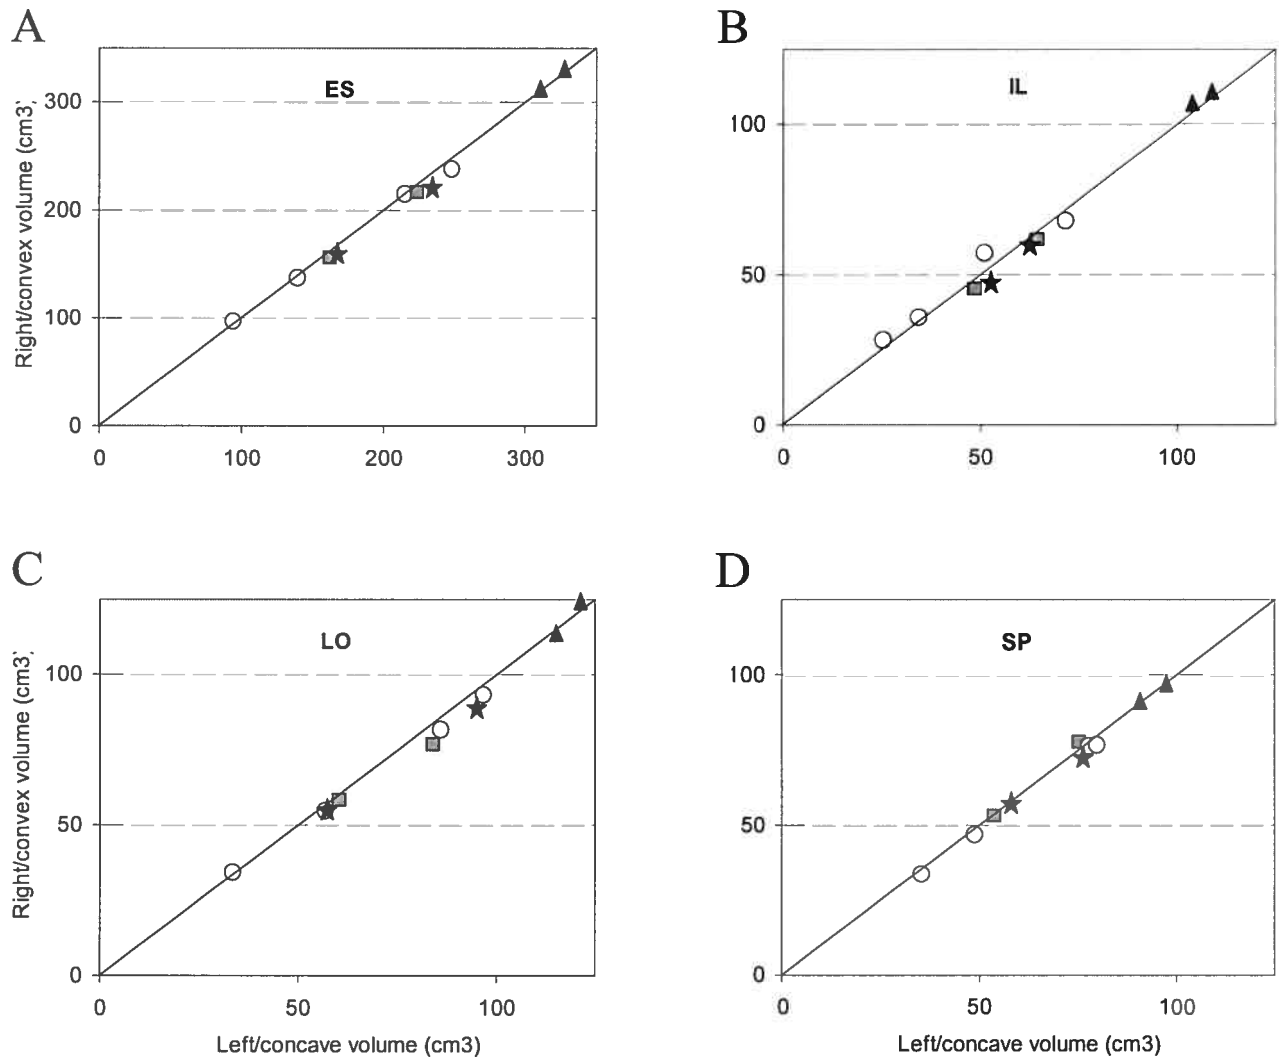 A
ES
Right/convex volume (cm3)
300
200
100
0
0 100 200 300
B
IL
100
50
0
0 50 100
C
LO
Right/convex volume (cm3)
100
50
0
0 50 100
Left/concave volume (cm3)
D
SP
100
50
0
0 50 100
Left/concave volume (cm3)